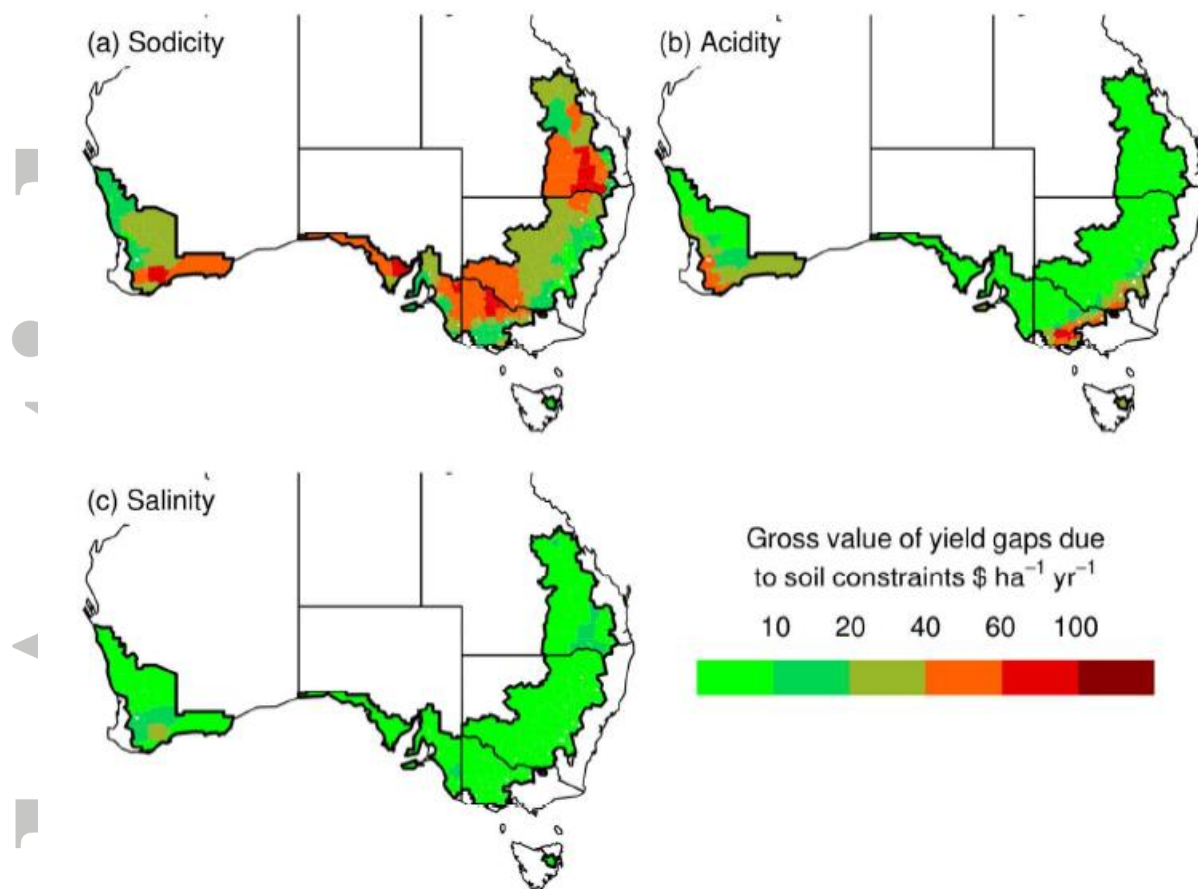 (a) Sodicity
(b) Acidity
(c) Salinity
Gross value of yield gaps due
to soil constraints $ ha⁻¹ yr⁻¹
10 20 40 60 100